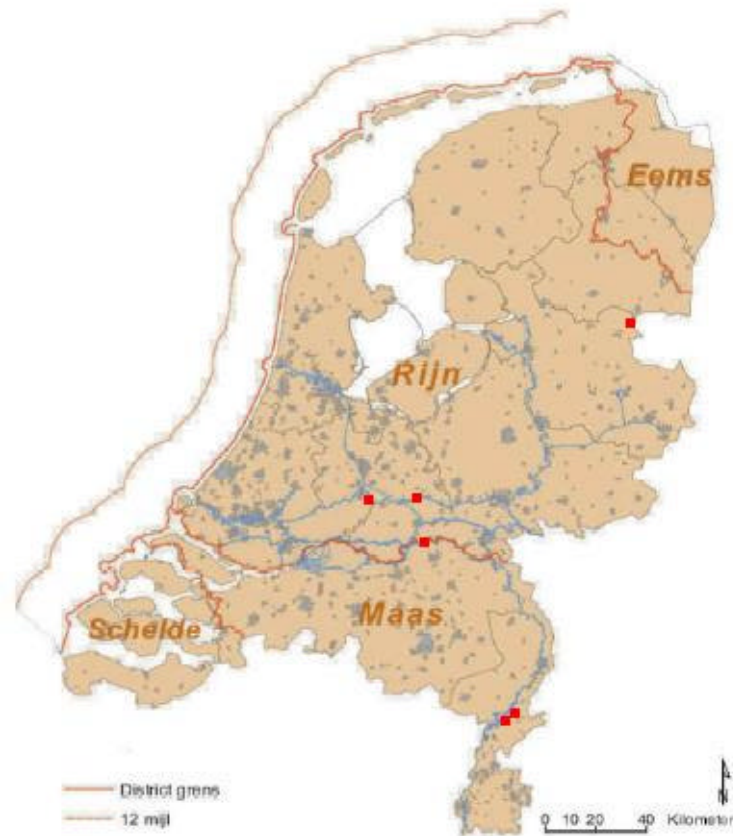 Eems
Rijn
Schelde
Maas
District grens
12 mijl
N
0 10 20 40 Kilometer